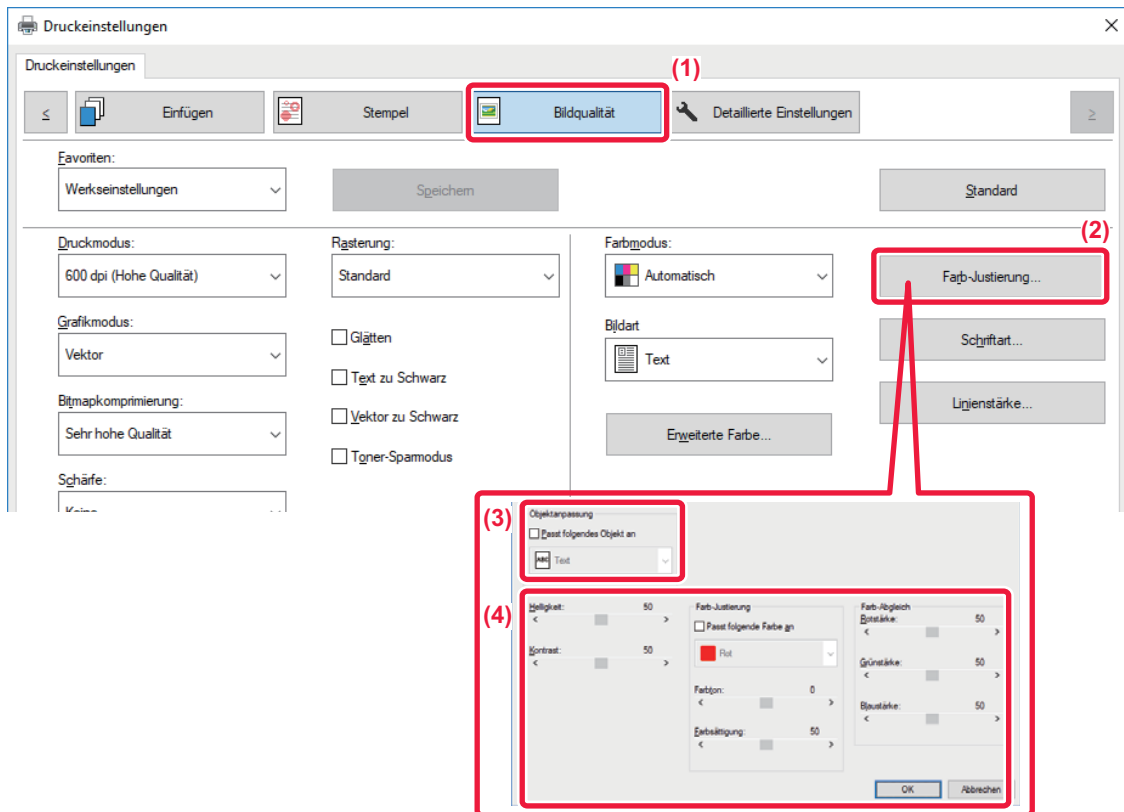 Druckeinstellungen
Druckeinstellungen
(1)
<
Einfügen
Stempel
Bildqualität
Detaillierte Einstellungen
>
Favoriten:
Werkseinstellungen
Speichern
Standard
(2)
Druckmodus:
600 dpi (Hohe Qualität)
Rasterung:
Standard
Farbmodus:
Automatisch
Farb-Justierung...
Grafikmodus:
Vektor
Glätten
Text zu Schwarz
Bildart
Text
Schriftart...
Bitmapkomprimierung:
Sehr hohe Qualität
Vektor zu Schwarz
Toner-Sparmodus
Linienstärke...
Erweiterte Farbe...
Schärfe:
Keine
(3)
Objektanpassung
Passt folgendes Objekt an
ABC Text
(4)
Helligkeit: 50
< >
Kontrast: 50
< >
Farb-Justierung
Passt folgende Farbe an
Rot
Farbton: 0
< >
Farbsättigung: 50
< >
Farb-Abgleich
Rotstärke: 50
< >
Grünstärke: 50
< >
Blaustärke: 50
< >
OK
Abbrechen